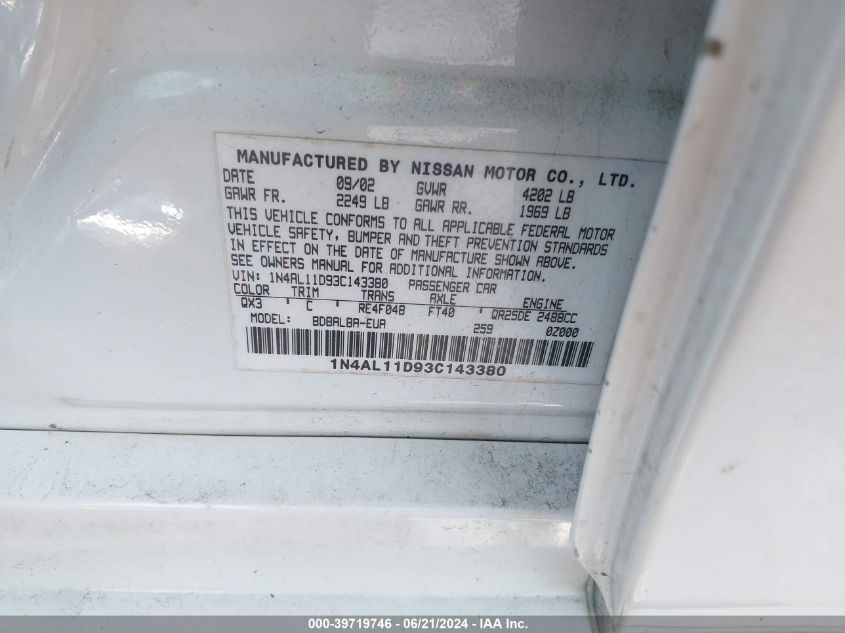 MANUFACTURED BY NISSAN MOTOR CO., LTD.
DATE 09/02 GVWR 4202 LB
GAWR FR. 2249 LB GAWR RR. 1969 LB
THIS VEHICLE CONFORMS TO ALL APPLICABLE FEDERAL MOTOR
VEHICLE SAFETY, BUMPER AND THEFT PREVENTION STANDARDS
IN EFFECT ON THE DATE OF MANUFACTURE SHOWN ABOVE.
SEE OWNERS MANUAL FOR ADDITIONAL INFORMATION.
VIN: 1N4AL11D93C143380 PASSENGER CAR
COLOR TRIM TRANS AXLE ENGINE
QX3 ' C ' RE4F04B FT40 QR25DE 2488CC
MODEL: BDBALBA-EUA 259 0Z000
1N4AL11D93C143380
000-39719746 - 06/21/2024 - IAA Inc.